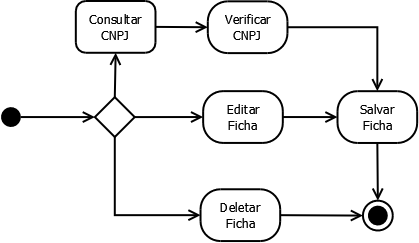 Consultar
CNPJ
Verificar
CNPJ
Editar
Ficha
Salvar
Ficha
Deletar
Ficha